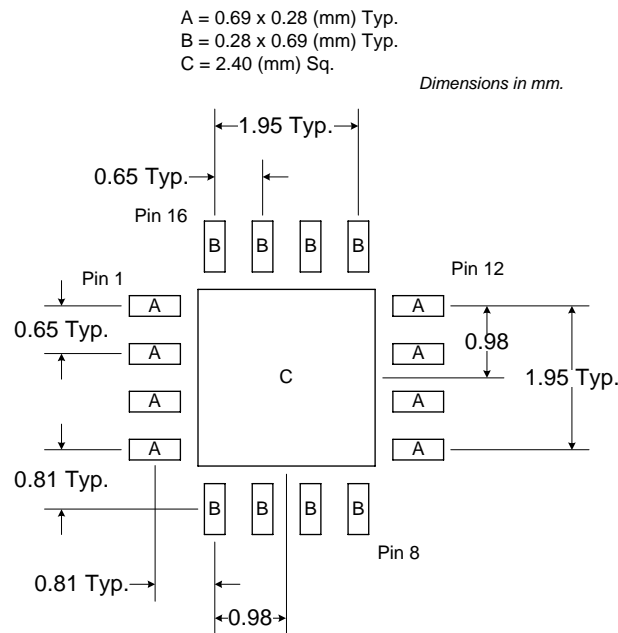 A = 0.69 x 0.28 (mm) Typ.
B = 0.28 x 0.69 (mm) Typ.
C = 2.40 (mm) Sq.
Dimensions in mm.
1.95 Typ.
0.65 Typ.
Pin 16
B B B B
Pin 12
Pin 1
A
A
0.65 Typ.
0.98
A
A
C
1.95 Typ.
A
A
A
A
0.81 Typ.
B B B B
Pin 8
0.81 Typ.
0.98